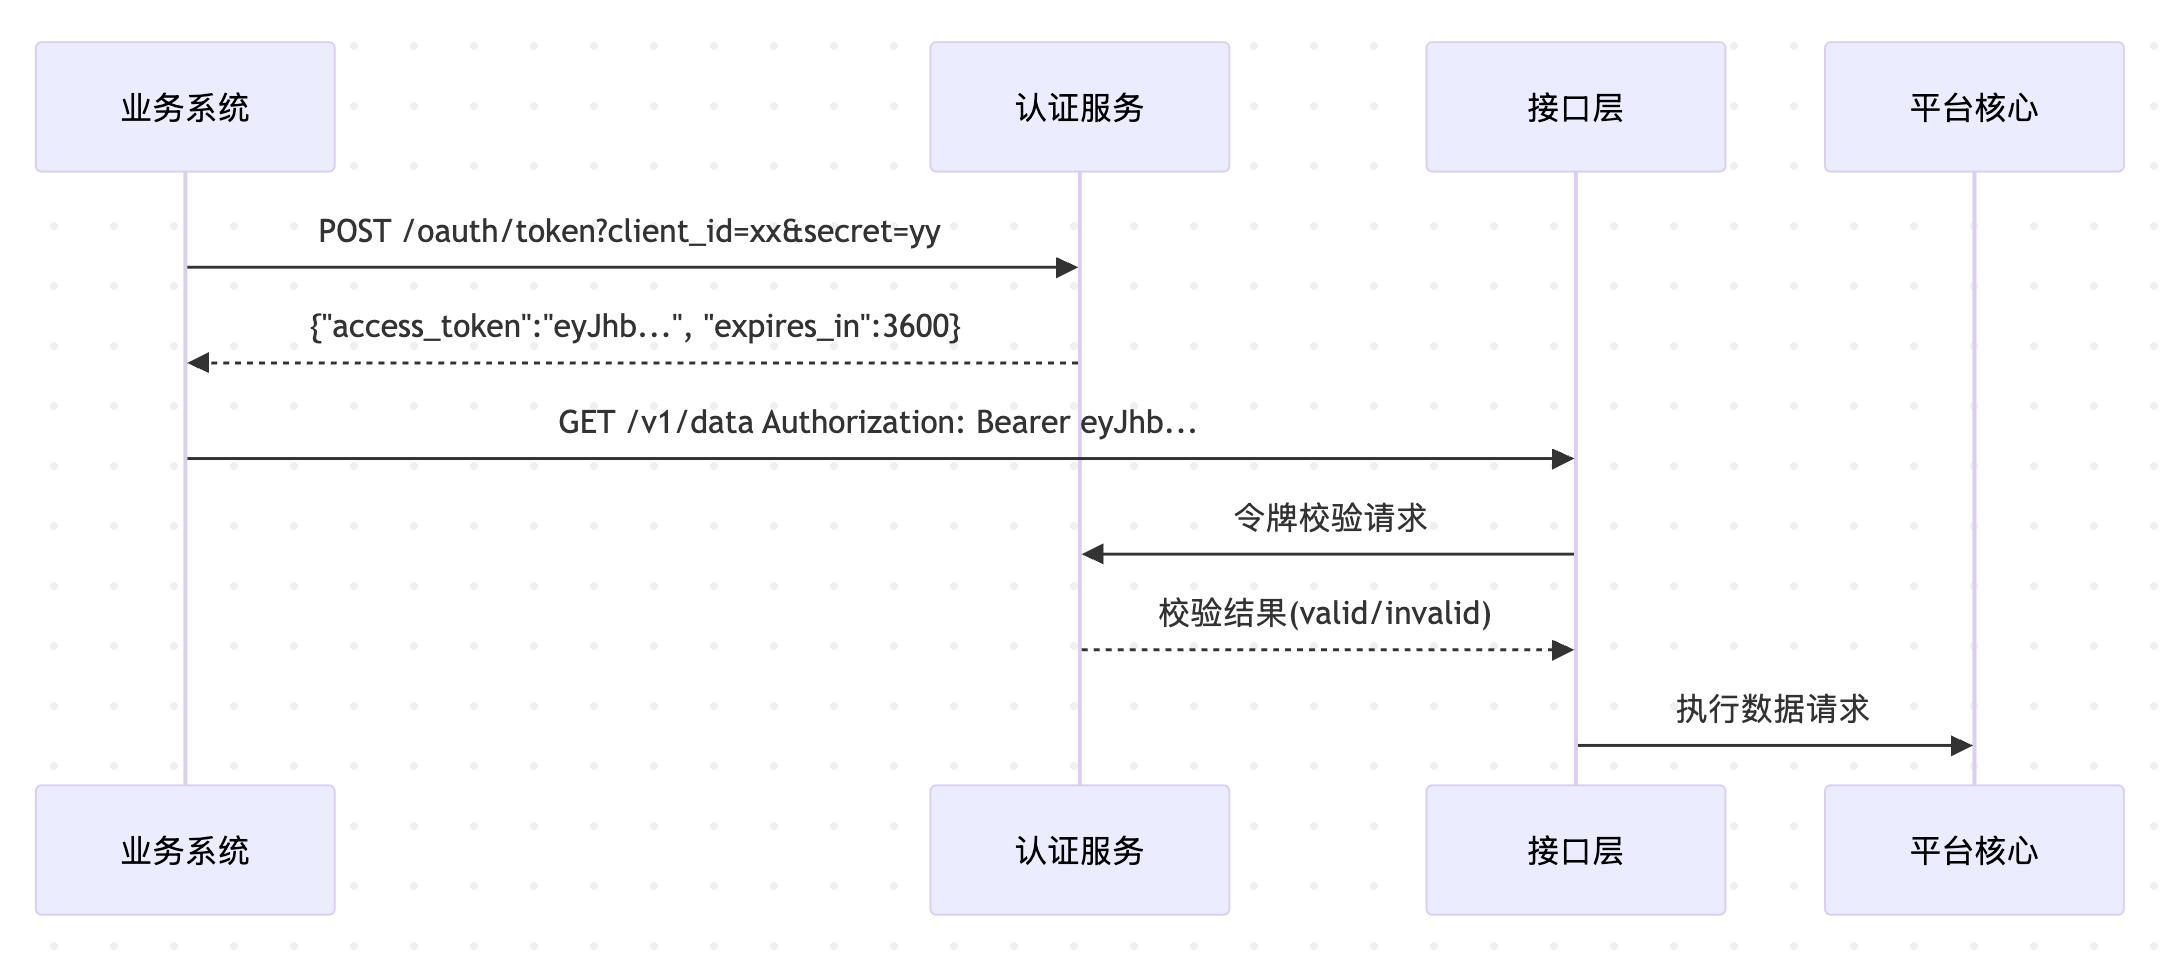 业务系统
认证服务
接口层
平台核心
POST /oauth/token?client_id=xx&secret=yy
{"access_token":"eyJhb...", "expires_in":3600}
GET /v1/data Authorization: Bearer eyJhb...
令牌校验请求
校验结果(valid/invalid)
执行数据请求
业务系统
认证服务
接口层
平台核心